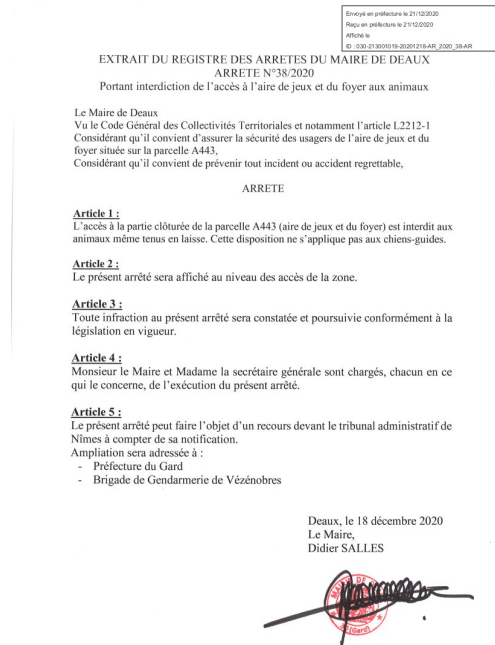 Envoyé en préfecture le 21/12/2020
Reçu en préfecture le 21/12/2020
Affiché le
ID : 030-213001019-20201218-AR_2020_38-AR
EXTRAIT DU REGISTRE DES ARRETES DU MAIRE DE DEAUX
ARRETE N°38/2020
Portant interdiction de l'accès à l'aire de jeux et du foyer aux animaux
Le Maire de Deaux
Vu le Code Général des Collectivités Territoriales et notamment l'article L2212-1
Considérant qu'il convient d'assurer la sécurité des usagers de l'aire de jeux et du
foyer située sur la parcelle A443,
Considérant qu'il convient de prévenir tout incident ou accident regrettable,
ARRETE
Article 1 :
L'accès à la partie clôturée de la parcelle A443 (aire de jeux et du foyer) est interdit aux
animaux même tenus en laisse. Cette disposition ne s'applique pas aux chiens-guides.
Article 2 :
Le présent arrêté sera affiché au niveau des accès de la zone.
Article 3 :
Toute infraction au présent arrêté sera constatée et poursuivie conformément à la
législation en vigueur.
Article 4 :
Monsieur le Maire et Madame la secrétaire générale sont chargés, chacun en ce
qui le concerne, de l'exécution du présent arrêté.
Article 5 :
Le présent arrêté peut faire l'objet d'un recours devant le tribunal administratif de
Nîmes à compter de sa notification.
Ampliation sera adressée à :
- Préfecture du Gard
- Brigade de Gendarmerie de Vézénobres
Deaux, le 18 décembre 2020
Le Maire,
Didier SALLES
MAIRIE DE
(Gard)